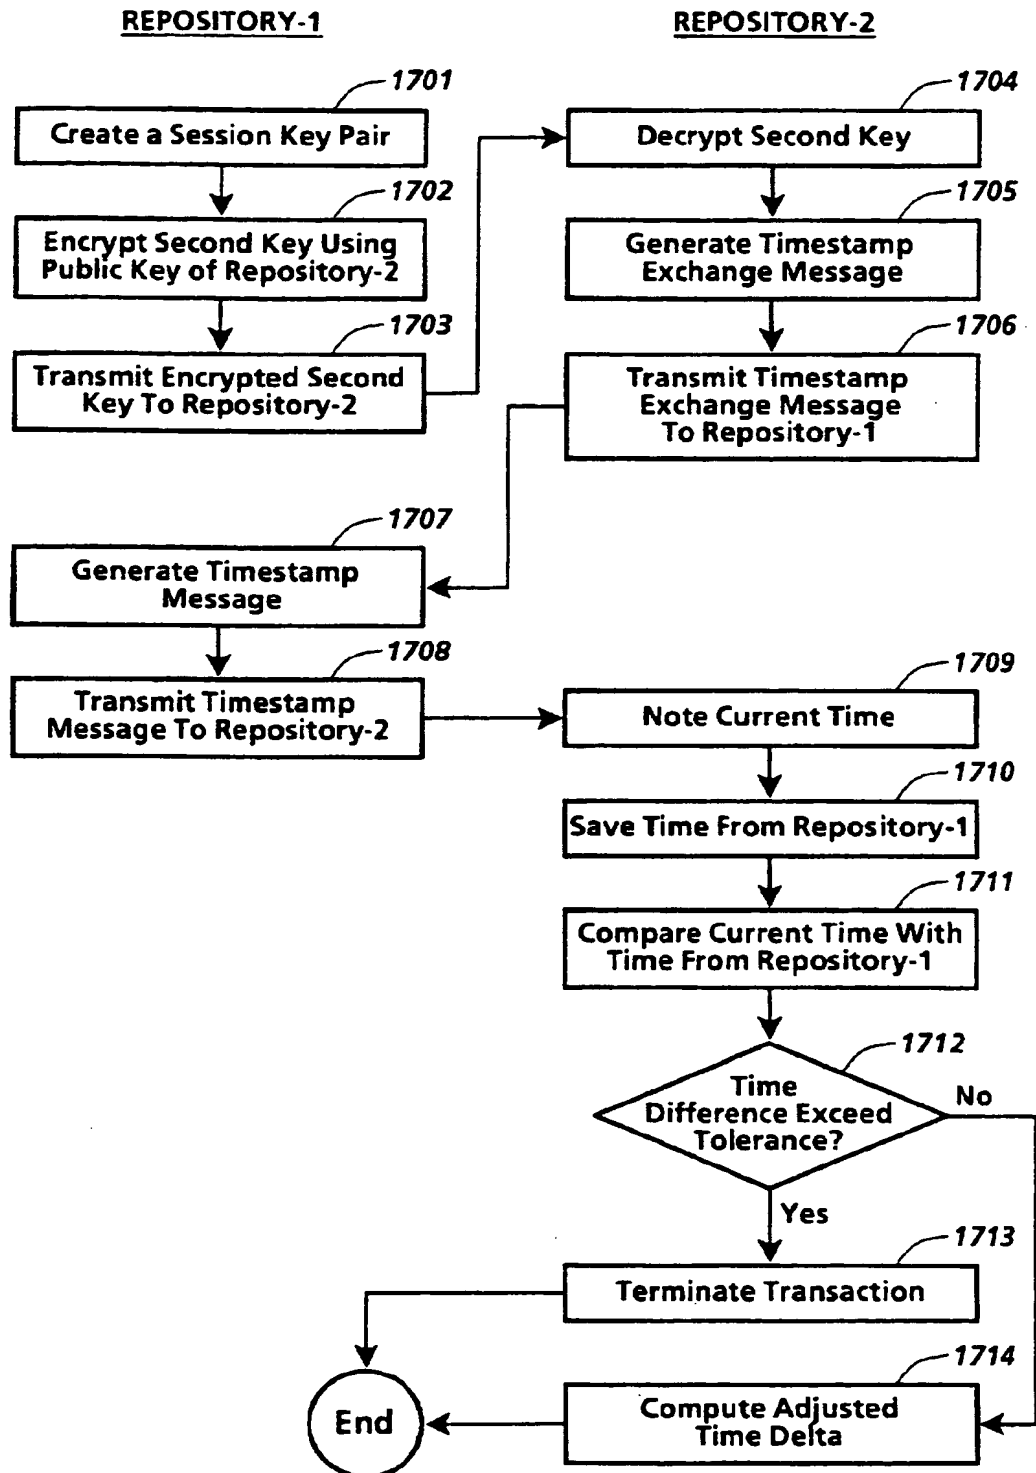 REPOSITORY-1
REPOSITORY-2
1701
Create a Session Key Pair
1702
Encrypt Second Key Using
Public Key of Repository-2
1703
Transmit Encrypted Second
Key To Repository-2
1704
Decrypt Second Key
1705
Generate Timestamp
Exchange Message
1706
Transmit Timestamp
Exchange Message
To Repository-1
1707
Generate Timestamp
Message
1708
Transmit Timestamp
Message To Repository-2
1709
Note Current Time
1710
Save Time From Repository-1
1711
Compare Current Time With
Time From Repository-1
1712
Time
Difference Exceed
Tolerance?
No
Yes
1713
Terminate Transaction
1714
Compute Adjusted
Time Delta
End